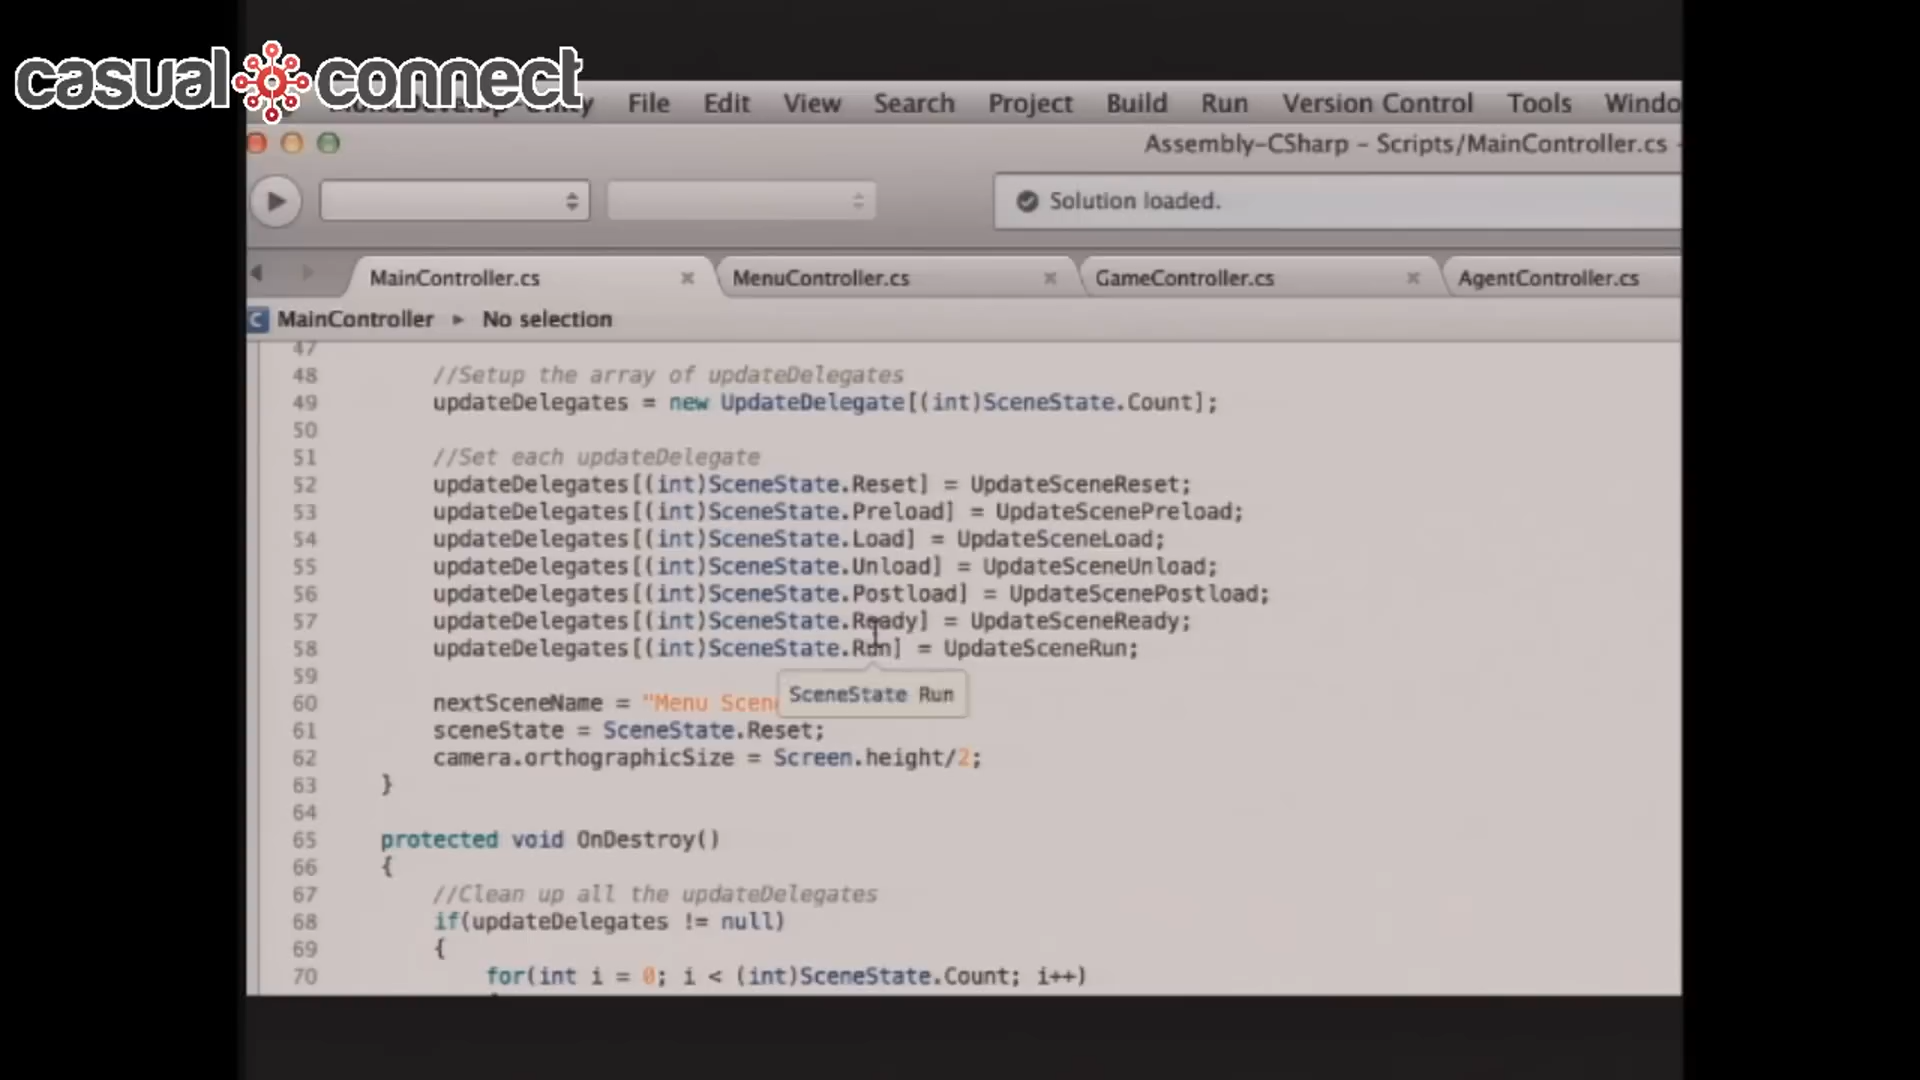 casual connect
File Edit View Search Project Build Run Version Control Tools Windo
Assembly-CSharp – Scripts/MainController.cs –
Solution loaded.
MainController.cs MenuController.cs GameController.cs AgentController.cs
MainController ▸ No selection
47
48 //Setup the array of updateDelegates
49 updateDelegates = new UpdateDelegate[(int)SceneState.Count];
50
51 //Set each updateDelegate
52 updateDelegates[(int)SceneState.Reset] = UpdateSceneReset;
53 updateDelegates[(int)SceneState.Preload] = UpdateScenePreload;
54 updateDelegates[(int)SceneState.Load] = UpdateSceneLoad;
55 updateDelegates[(int)SceneState.Unload] = UpdateSceneUnload;
56 updateDelegates[(int)SceneState.Postload] = UpdateScenePostload;
57 updateDelegates[(int)SceneState.Ready] = UpdateSceneReady;
58 updateDelegates[(int)SceneState.Run] = UpdateSceneRun;
59
SceneState Run
60 nextSceneName = "Menu Scen
61 sceneState = SceneState.Reset;
62 camera.orthographicSize = Screen.height/2;
63 }
64
65 protected void OnDestroy()
66 {
67 //Clean up all the updateDelegates
68 if(updateDelegates != null)
69 {
70 for(int i = 0; i < (int)SceneState.Count; i++)